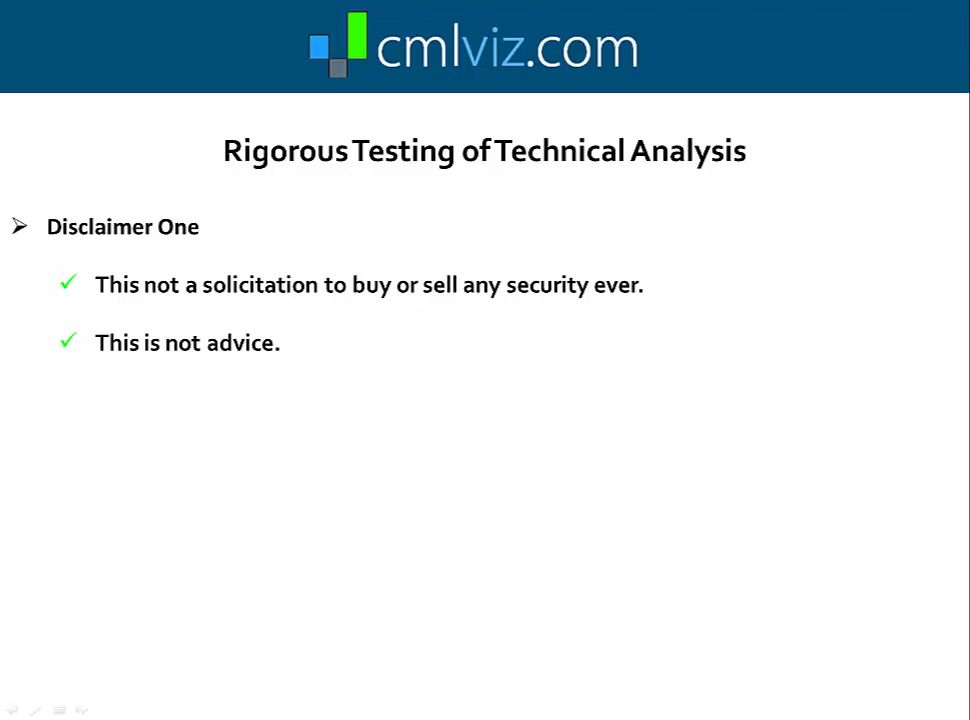 cmlviz.com
Rigorous Testing of Technical Analysis
Disclaimer One
This not a solicitation to buy or sell any security ever.
This is not advice.